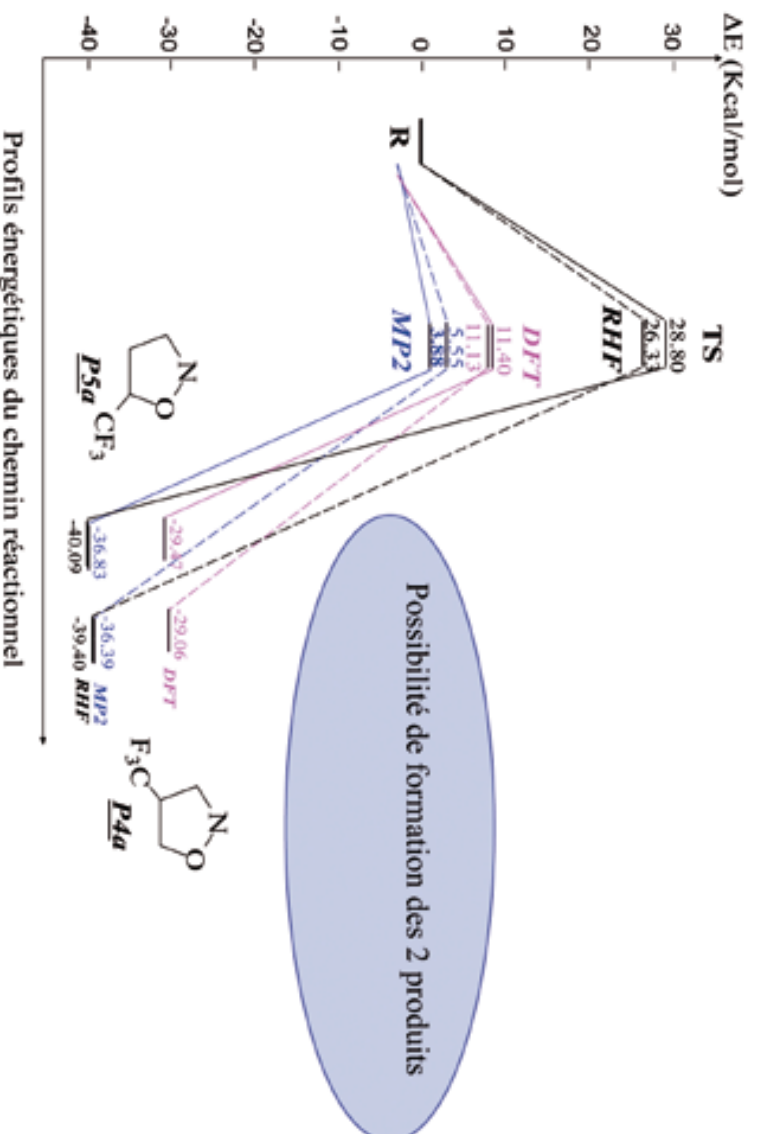 ΔE (Kcal/mol)
30
20
10
0
-10
-20
-30
-40
TS
28.80
26.33
RHF
DFT
11.40
11.13
5.55
3.88
MP2
R
Possibilité de formation des 2 produits
N
O
CF3
P5a
-29.47
-36.83
-40.09
-29.06
DFT
-36.39 MP2
-39.40 RHF
N
O
F3C
P4a
Profils énergétiques du chemin réactionnel